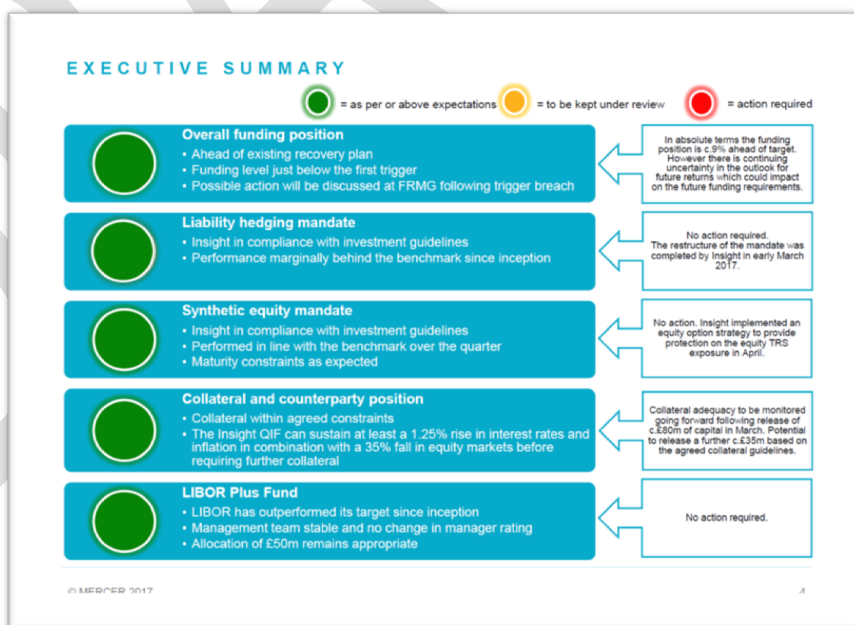 EXECUTIVE SUMMARY
= as per or above expectations
= to be kept under review
= action required
Overall funding position
• Ahead of existing recovery plan
• Funding level just below the first trigger
• Possible action will be discussed at FRMG following trigger breach
In absolute terms the funding
position is c.9% ahead of target.
However there is continuing
uncertainty in the outlook for
future returns which could impact
on the future funding requirements.
Liability hedging mandate
• Insight in compliance with investment guidelines
• Performance marginally behind the benchmark since inception
No action required.
The restructure of the mandate was
completed by Insight in early March
2017.
Synthetic equity mandate
• Insight in compliance with investment guidelines
• Performed in line with the benchmark over the quarter
• Maturity constraints as expected
No action. Insight implemented an
equity option strategy to provide
protection on the equity TRS
exposure in April.
Collateral and counterparty position
• Collateral within agreed constraints
• The Insight QIF can sustain at least a 1.25% rise in interest rates and
inflation in combination with a 35% fall in equity markets before
requiring further collateral
Collateral adequacy to be monitored
going forward following release of
c.£80m of capital in March. Potential
to release a further c.£35m based on
the agreed collateral guidelines.
LIBOR Plus Fund
• LIBOR has outperformed its target since inception
• Management team stable and no change in manager rating
• Allocation of £50m remains appropriate
No action required.
© MERCER 2017
4